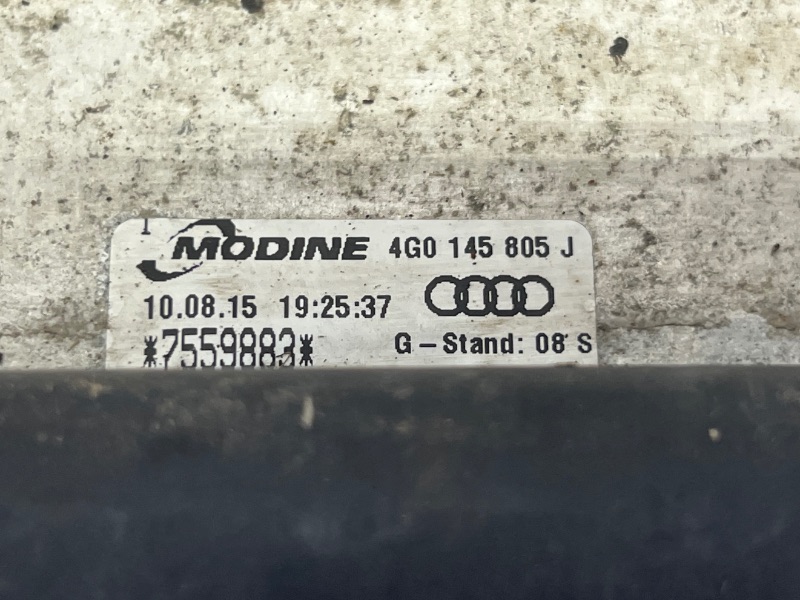 MODINE 4G0 145 805 J
10.08.15 19:25:37
*7559883* G-Stand: 08' S